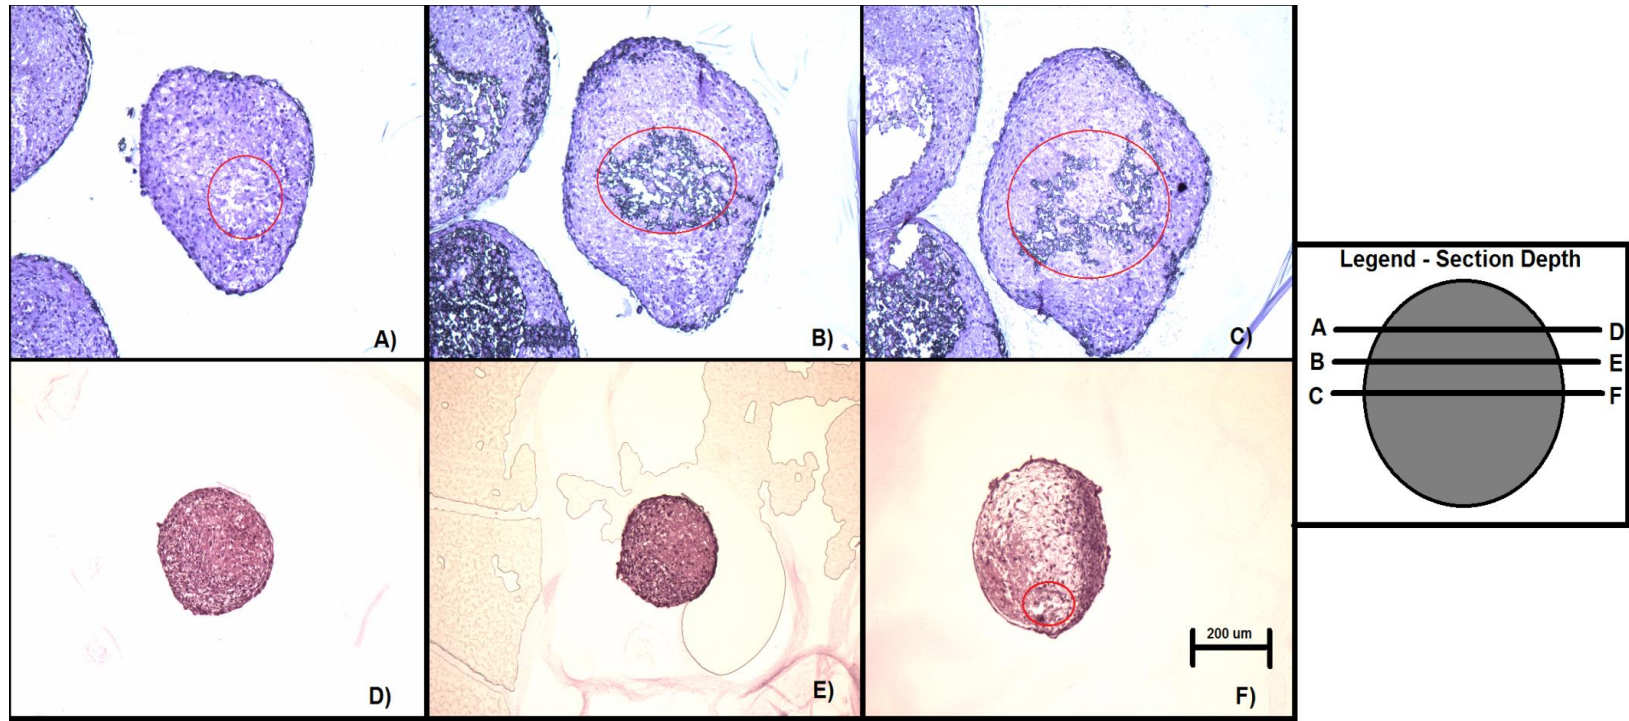 A)
B)
C)
Legend - Section Depth
A
D
B
E
C
F
D)
E)
200 um
F)